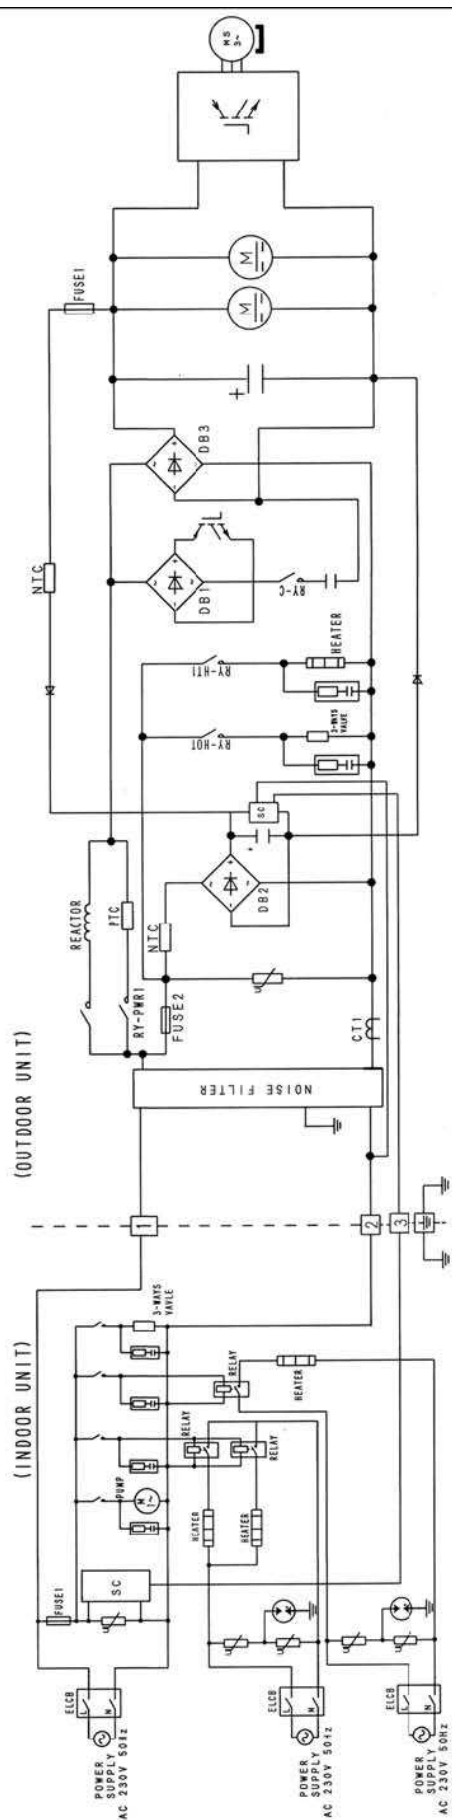 (INDOOR UNIT)
(OUTDOOR UNIT)
POWER
SUPPLY
AC 230V 50Hz
ELCB
L
N
FUSE1
SC
U
PUMP
M
1~
3-WAYS
VAVLE
RELAY
RELAY
RELAY
HEATER
HEATER
HEATER
POWER
SUPPLY
AC 230V 50Hz
ELCB
L
N
U
U
POWER
SUPPLY
AC 230V 50Hz
ELCB
L
N
U
U
1
2
3
NOISE FILTER
CT1
REACTOR
PTC
RY-PWR1
FUSE2
U
NTC
DB2
~
~
+
-
+
SC
RY-HOT
3-WAYS
VALVE
RY-HT1
HEATER
NTC
DB1
~
~
+
-
RY-C
DB3
~
~
+
-
+
FUSE1
M
M
MS
3~